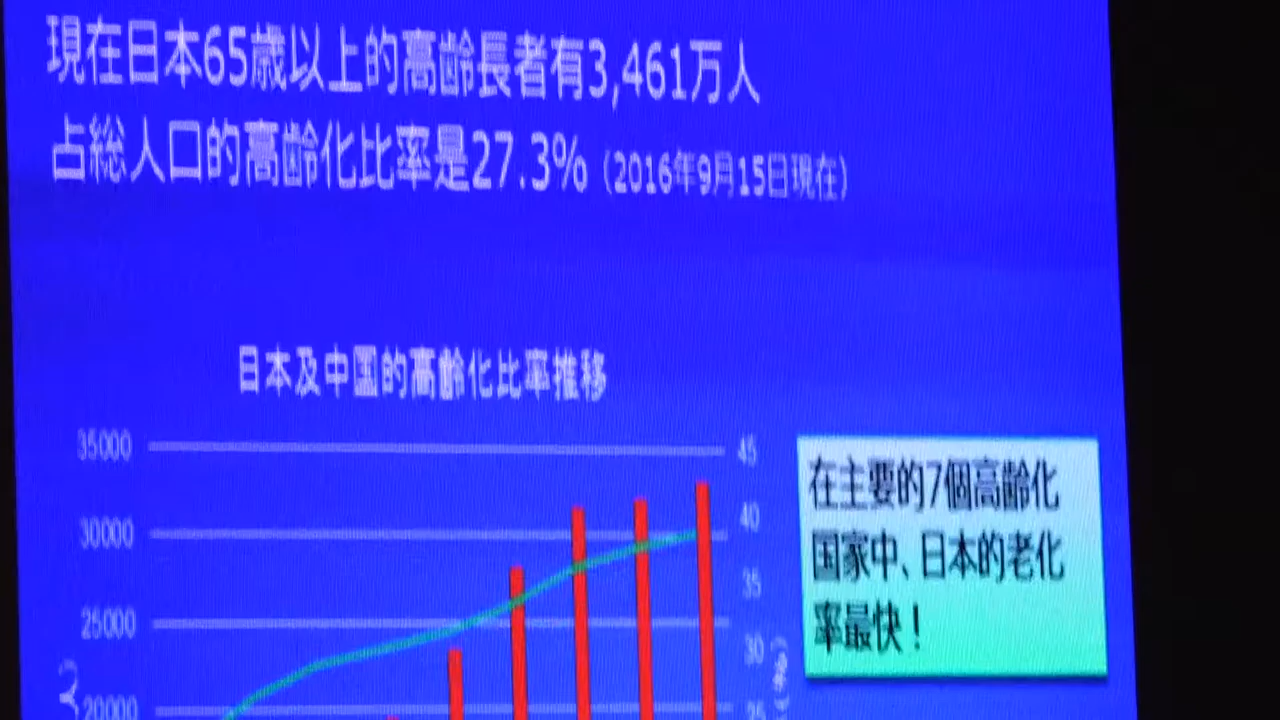 現在日本65歳以上的高齢長者有3,461万人
占総人口的高齢化比率是27.3% (2016年9月15日現在)
日本及中国的高齢化比率推移
35000
30000
25000
20000
45
40
35
30
25
(%)
在主要的7個高齢化
国家中、日本的老化
率最快！